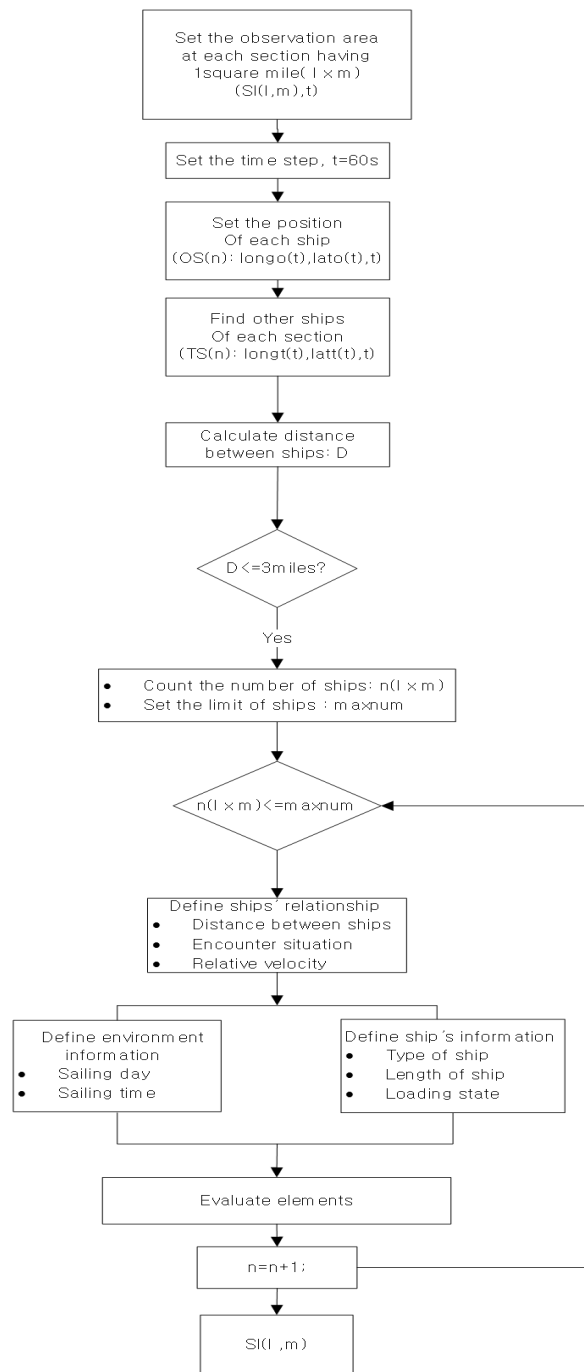 Set the observation area
at each section having
1square mile( l × m)
(SI(l,m),t)
Set the time step, t=60s
Set the position
Of each ship
(OS(n): longo(t),lato(t),t)
Find other ships
Of each section
(TS(n): longt(t),latt(t),t)
Calculate distance
between ships: D
D<=3miles?
Yes
• Count the number of ships: n(l × m)
• Set the limit of ships : maxnum
n(l × m)<=maxnum
Define ships´ relationship
• Distance between ships
• Encounter situation
• Relative velocity
Define environment
information
• Sailing day
• Sailing time
Define ship´s information
• Type of ship
• Length of ship
• Loading state
Evaluate elements
n=n+1;
SI(l ,m)